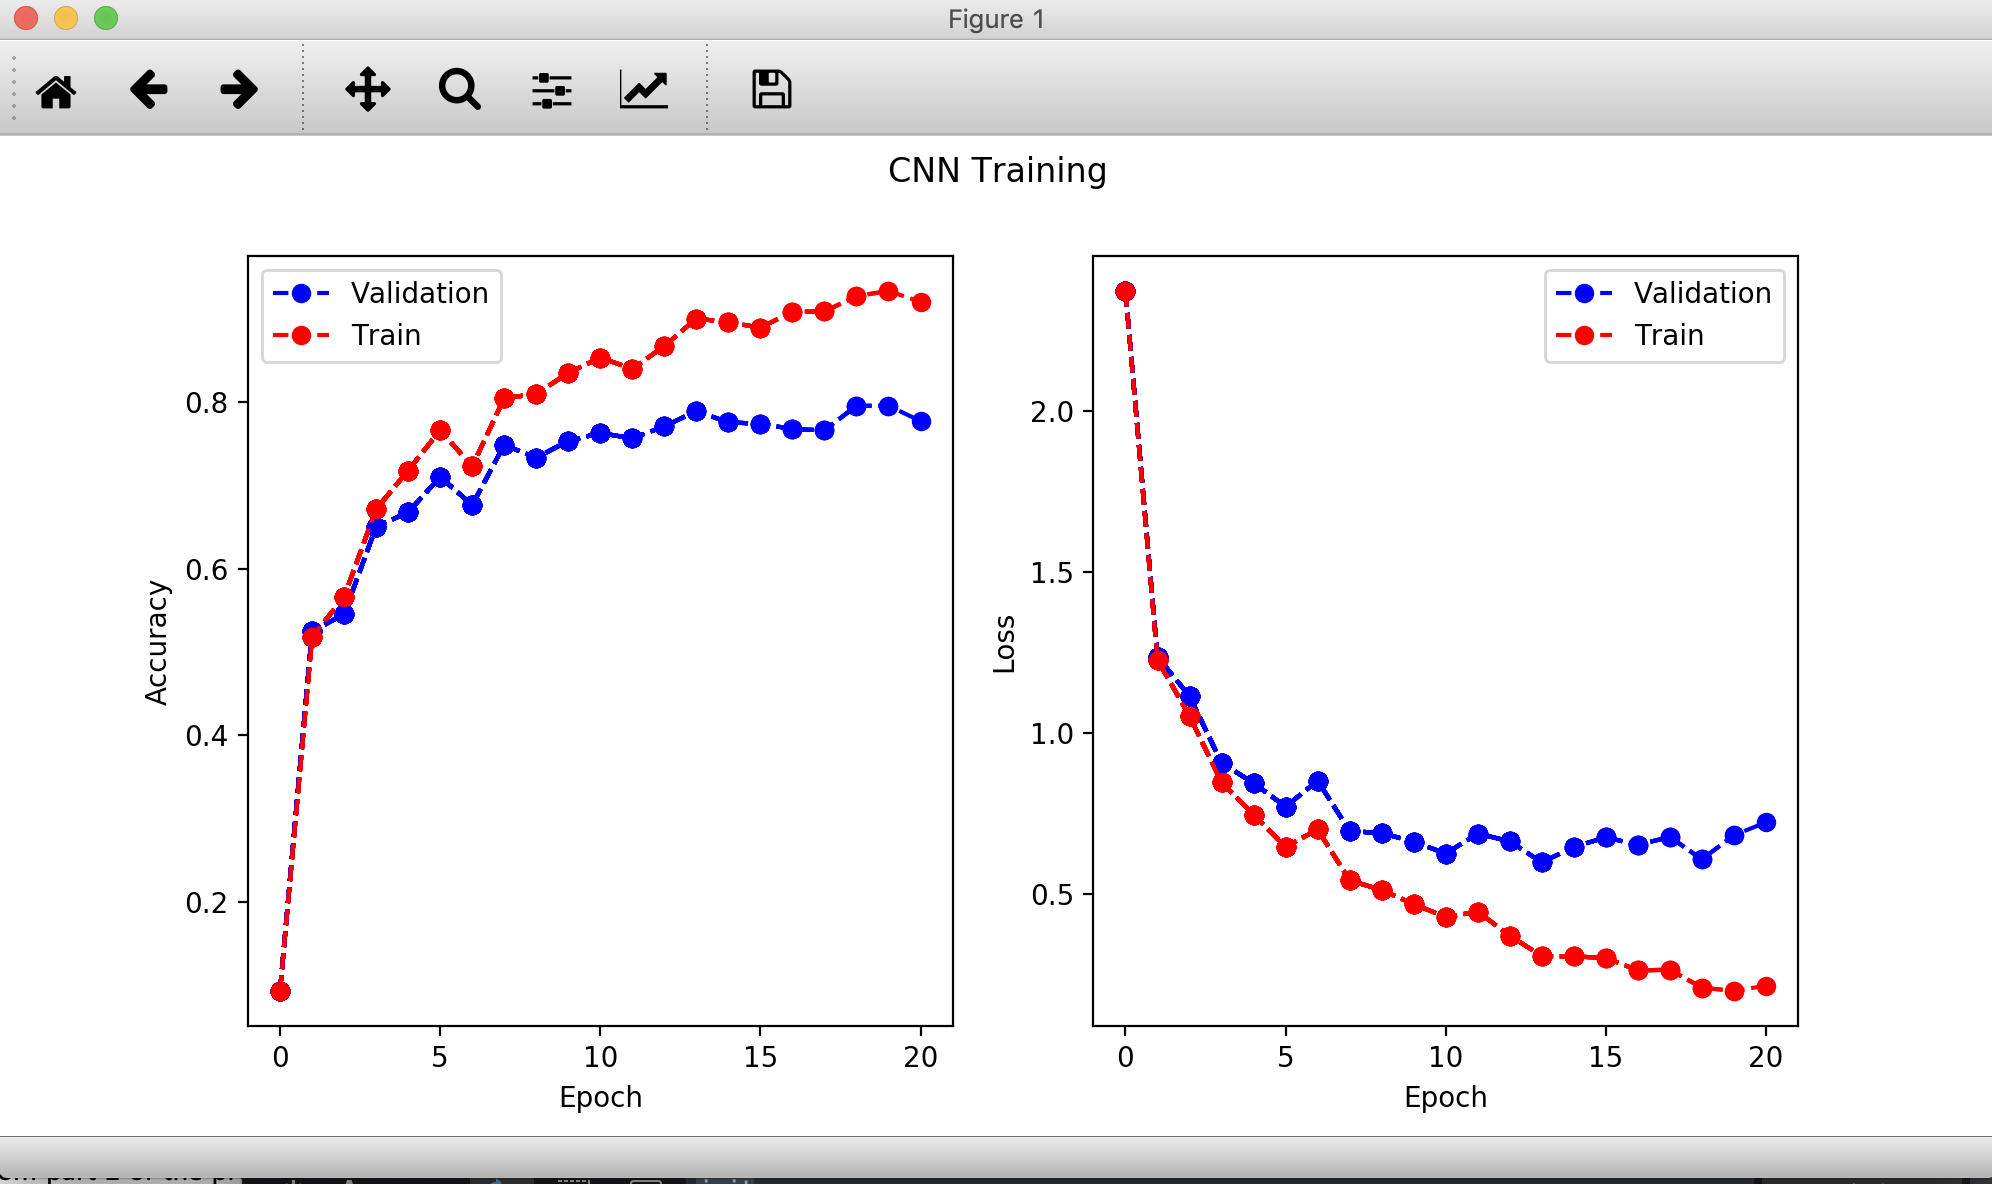 Figure 1
CNN Training
Validation
Train
0.8
0.6
0.4
0.2
Accuracy
0 5 10 15 20
Epoch
Validation
Train
2.0
1.5
1.0
0.5
Loss
0 5 10 15 20
Epoch